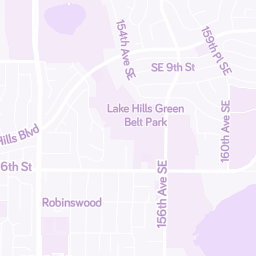 154th Ave SE
159th Pl SE
SE 9th St
Lake Hills Green
Belt Park
160th Ave SE
Hills Blvd
6th St
156th Ave SE
Robinswood